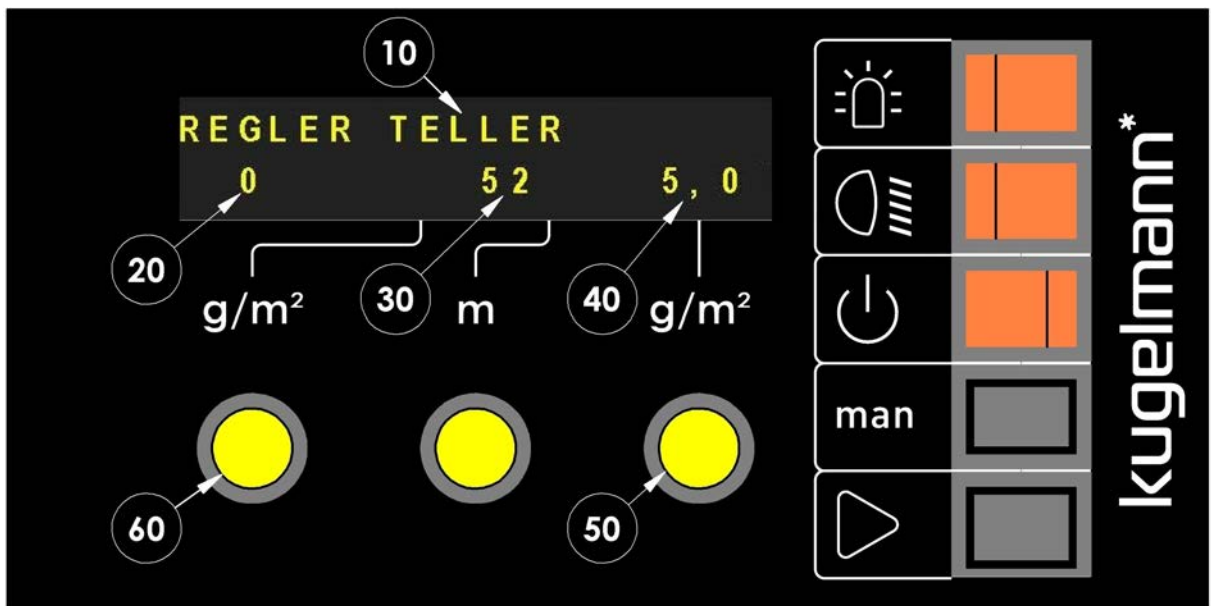 10
REGLER TELLER
0 52 5,0
20 30 40
g/m² m g/m²
man
60 50
kugelmann*